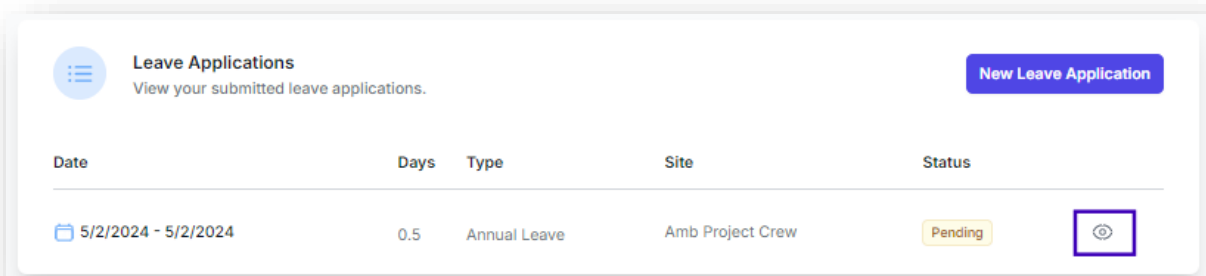 Leave Applications
View your submitted leave applications.
New Leave Application
Date Days Type Site Status
5/2/2024 - 5/2/2024 0.5 Annual Leave Amb Project Crew Pending